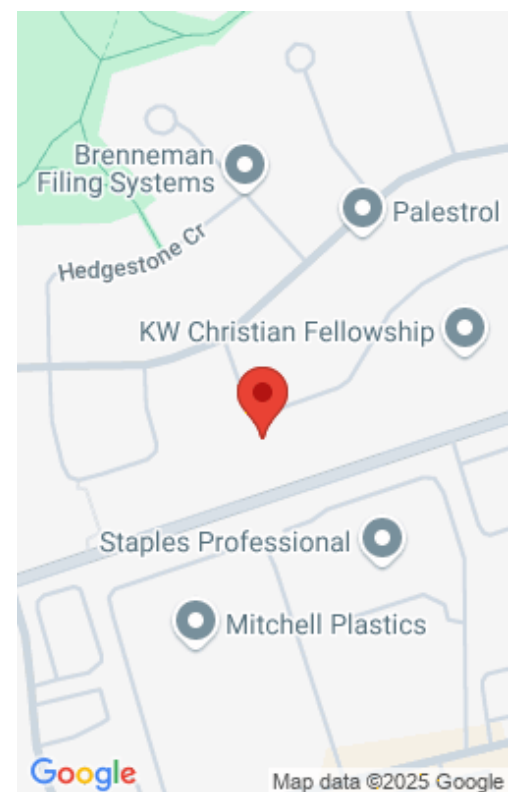 Brenneman
Filing Systems
Palestrol
Hedgestone Cr
KW Christian Fellowship
Staples Professional
Mitchell Plastics
Google
Map data ©2025 Google